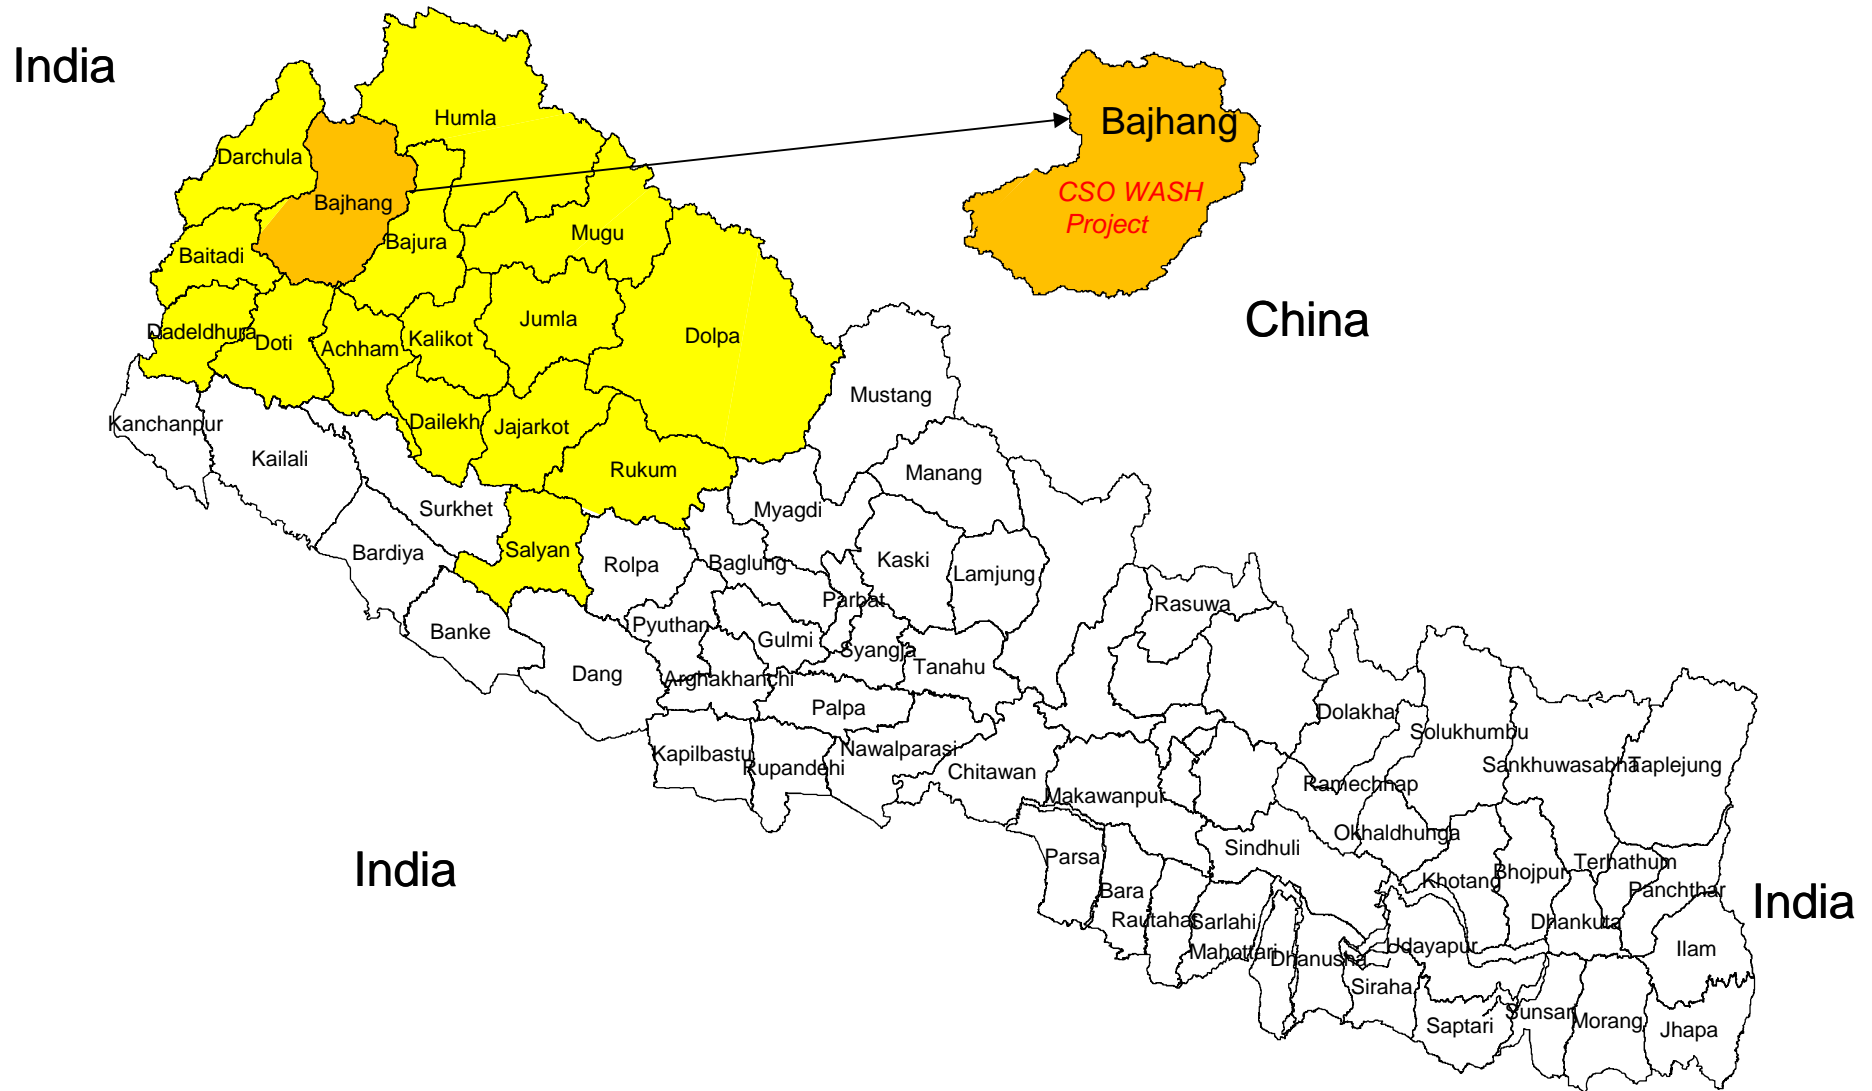 India
Humla
Bajhang
Darchula
CSO WASH
Project
Bajhang
Mugu
Bajura
Baitadi
China
Jumla
Dolpa
Dadeldhura
Doti
Achham
Kalikot
Mustang
Kanchanpur
Dailekh
Jajarkot
Kailali
Rukum
Manang
Surkhet
Myagdi
Bardiya
Salyan
Rolpa
Baglung
Kaski
Lamjung
Parbat
Rasuwa
Banke
Pyuthan
Gulmi
Syangja
Tanahu
Dang
Arghakhanchi
Palpa
Dolakha
Solukhumbu
Kapilbastu
Rupandehi
Nawalparasi
Chitawan
Sankhuwasabha
Taplejung
Makawanpur
Ramechhap
Okhaldhunga
Sindhuli
India
Parsa
Bara
Khotang
Bhojpur
Terhathum
Panchthar
India
Rautahat
Sarlahi
Dhankuta
Mahottari
Dhanusha
Udayapur
Ilam
Siraha
Saptari
Sunsari
Morang
Jhapa